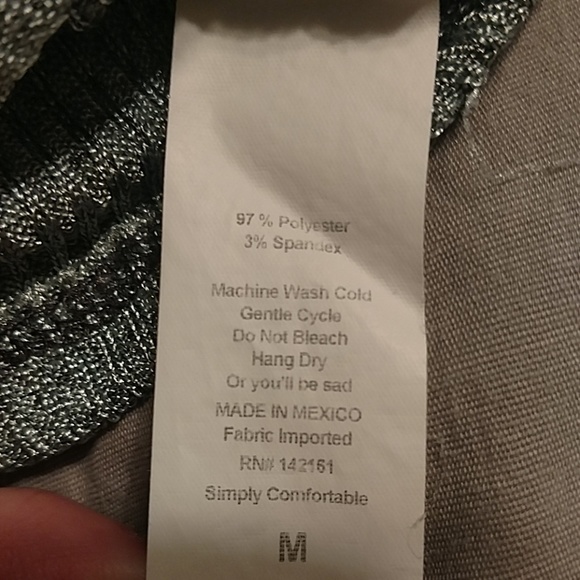 97 % Polyester
3% Spandex
Machine Wash Cold
Gentle Cycle
Do Not Bleach
Hang Dry
Or you'll be sad
MADE IN MEXICO
Fabric Imported
RN# 142161
Simply Comfortable
M